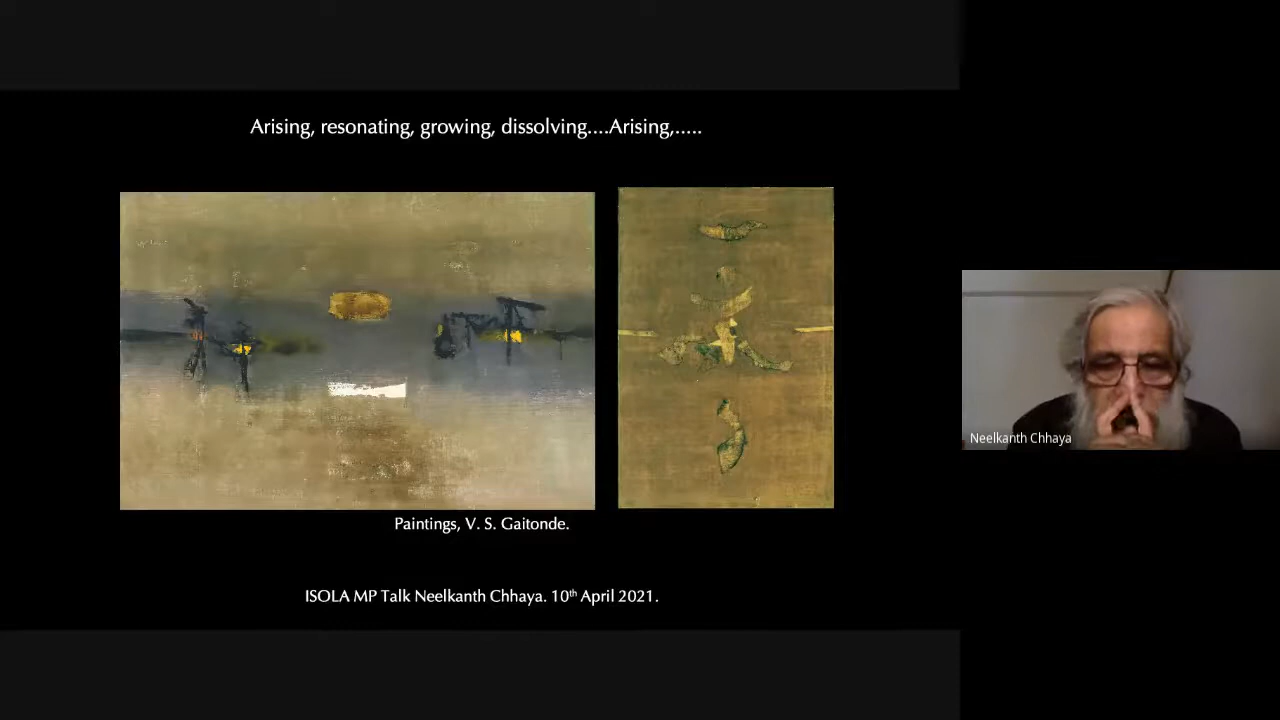 Arising, resonating, growing, dissolving....Arising,.....
Paintings, V. S. Gaitonde.
ISOLA MP Talk Neelkanth Chhaya. 10th April 2021.
Neelkanth Chhaya